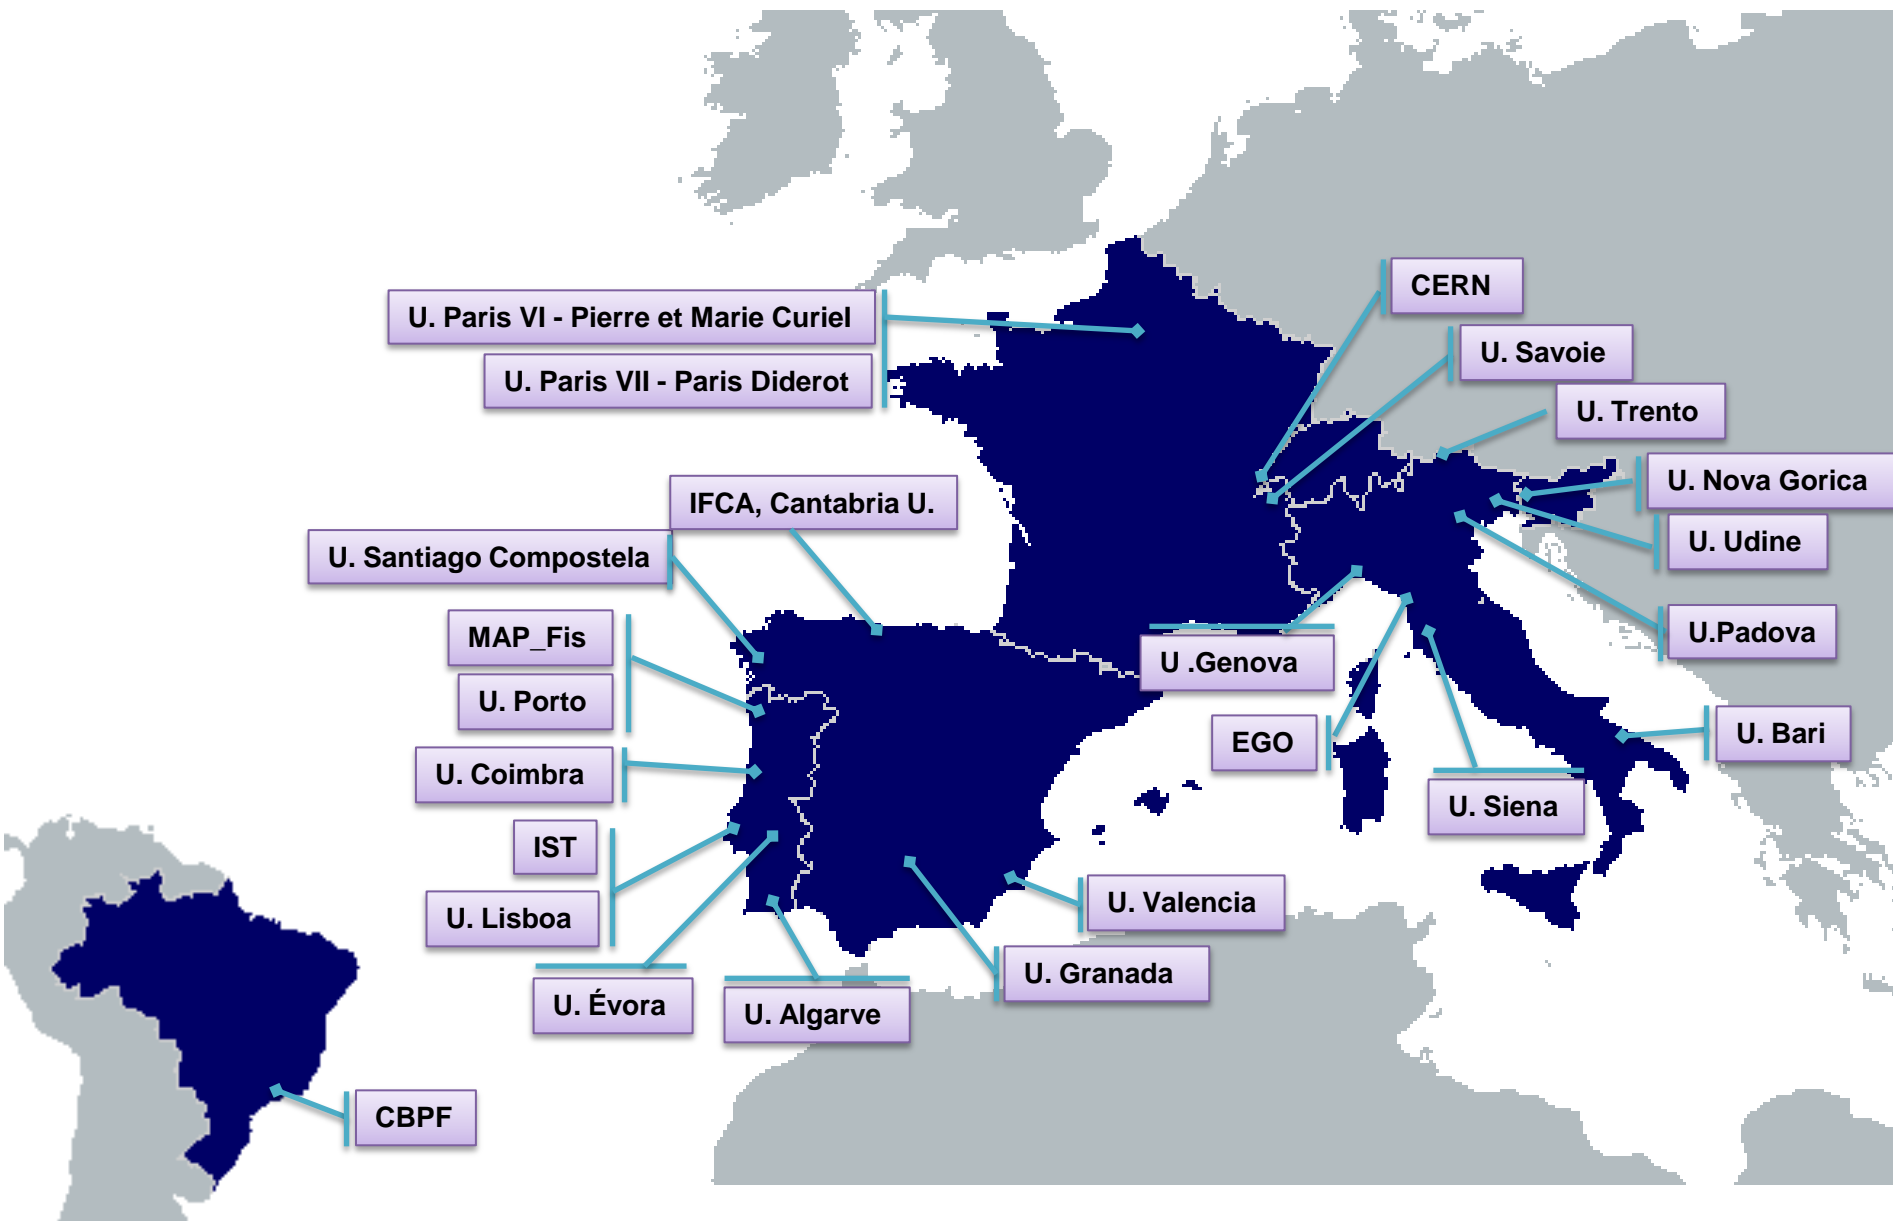 CERN
U. Paris VI - Pierre et Marie Curiel
U. Savoie
U. Paris VII - Paris Diderot
U. Trento
U. Nova Gorica
IFCA, Cantabria U.
U. Udine
U. Santiago Compostela
U.Padova
MAP_Fis
U .Genova
U. Porto
U. Bari
EGO
U. Coimbra
U. Siena
IST
U. Valencia
U. Lisboa
U. Granada
U. Évora
U. Algarve
CBPF